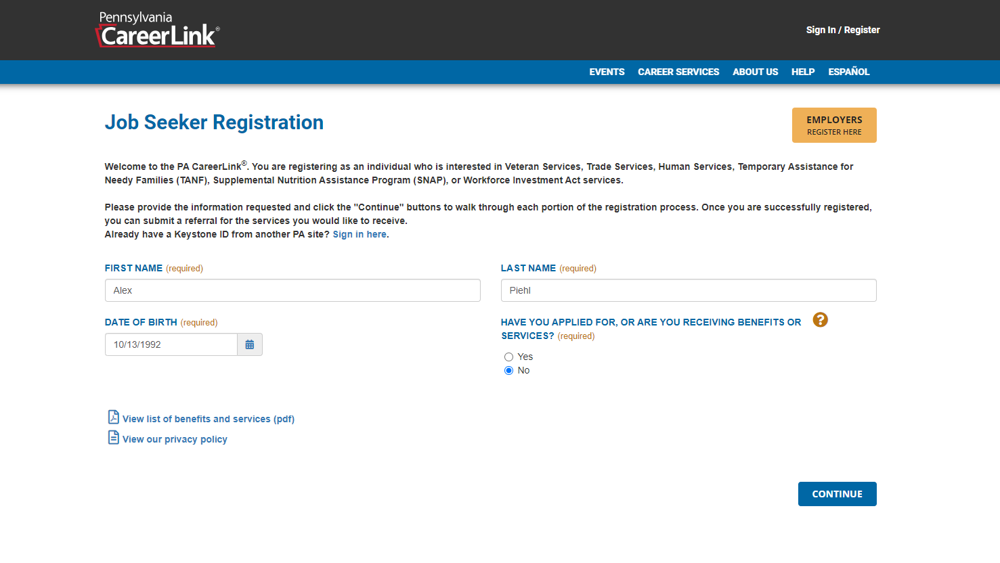 Pennsylvania
CareerLink®
Sign In / Register
EVENTS CAREER SERVICES ABOUT US HELP ESPAÑOL
Job Seeker Registration
EMPLOYERS
REGISTER HERE
Welcome to the PA CareerLink®. You are registering as an individual who is interested in Veteran Services, Trade Services, Human Services, Temporary Assistance for
Needy Families (TANF), Supplemental Nutrition Assistance Program (SNAP), or Workforce Investment Act services.
Please provide the information requested and click the "Continue" buttons to walk through each portion of the registration process. Once you are successfully registered,
you can submit a referral for the services you would like to receive.
Already have a Keystone ID from another PA site? Sign in here.
FIRST NAME (required)
Alex
LAST NAME (required)
Piehl
DATE OF BIRTH (required)
10/13/1992
HAVE YOU APPLIED FOR, OR ARE YOU RECEIVING BENEFITS OR
SERVICES? (required)
?
Yes
No
View list of benefits and services (pdf)
View our privacy policy
CONTINUE